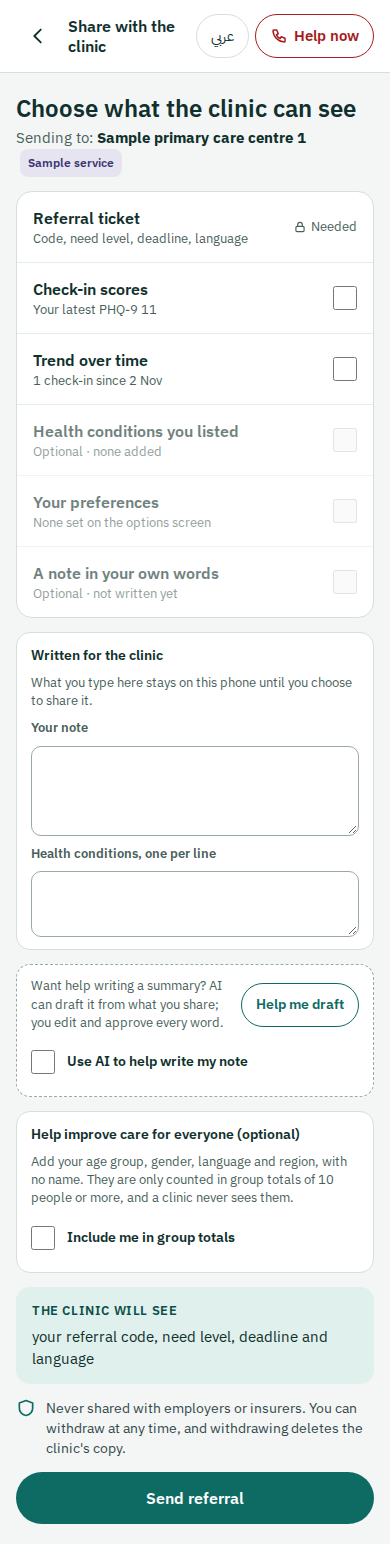 Share with the
clinic
عربي
Help now
Choose what the clinic can see
Sending to: Sample primary care centre 1
Sample service
Referral ticket
Code, need level, deadline, language
Needed
Check-in scores
Your latest PHQ-9 11
Trend over time
1 check-in since 2 Nov
Health conditions you listed
Optional · none added
Your preferences
None set on the options screen
A note in your own words
Optional · not written yet
Written for the clinic
What you type here stays on this phone until you choose
to share it.
Your note
Health conditions, one per line
Want help writing a summary? AI
can draft it from what you share;
you edit and approve every word.
Help me draft
Use AI to help write my note
Help improve care for everyone (optional)
Add your age group, gender, language and region, with
no name. They are only counted in group totals of 10
people or more, and a clinic never sees them.
Include me in group totals
THE CLINIC WILL SEE
your referral code, need level, deadline and
language
Never shared with employers or insurers. You can
withdraw at any time, and withdrawing deletes the
clinic's copy.
Send referral